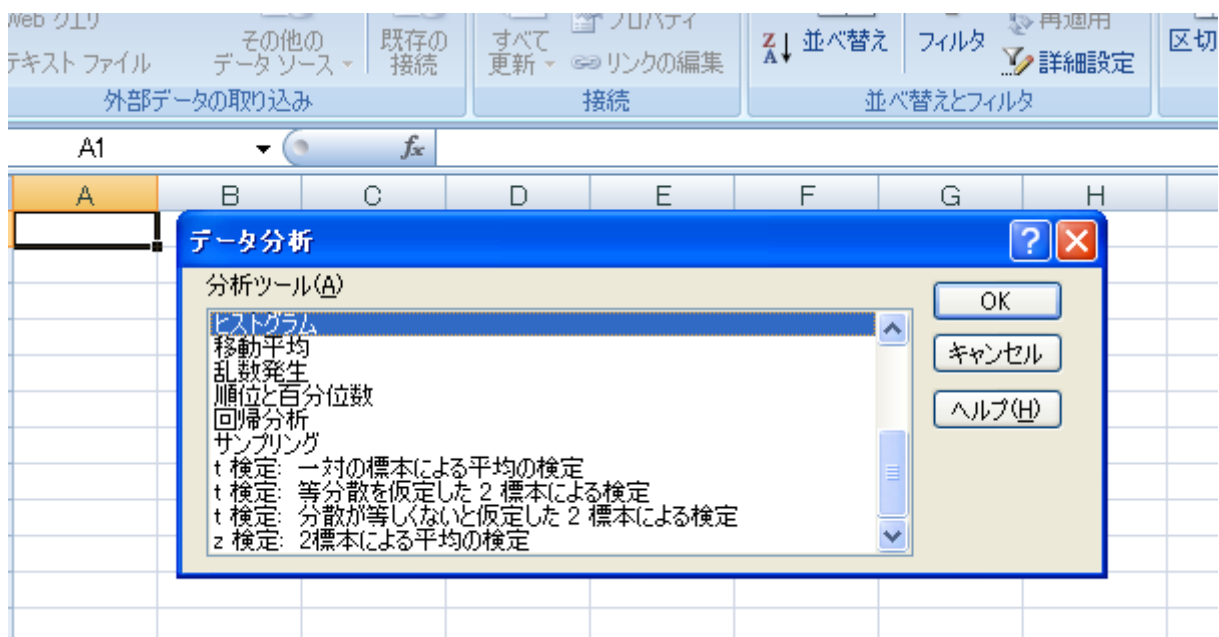 Web クエリ
テキスト ファイル
その他の
データ ソース
既存の
接続
外部データの取り込み
すべて
更新
プロパティ
リンクの編集
接続
並べ替え
フィルタ
再適用
詳細設定
並べ替えとフィルタ
区切
A1
fx
A B C D E F G H
データ分析
分析ツール(A)
ヒストグラム
移動平均
乱数発生
順位と百分位数
回帰分析
サンプリング
t 検定: 一対の標本による平均の検定
t 検定: 等分散を仮定した 2 標本による検定
t 検定: 分散が等しくないと仮定した 2 標本による検定
z 検定: 2標本による平均の検定
OK
キャンセル
ヘルプ(H)